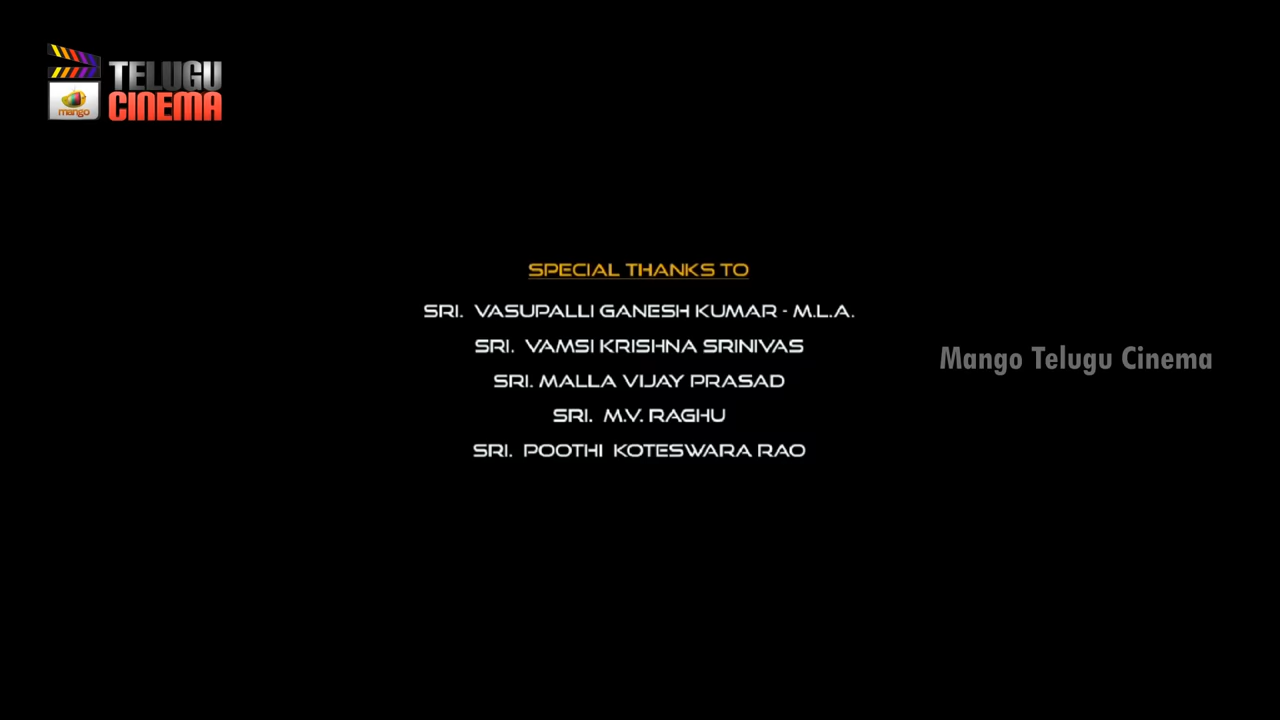 TELUGU
CINEMA
mango
SPECIAL THANKS TO
SRI. VASUPALLI GANESH KUMAR - M.L.A.
SRI. VAMSI KRISHNA SRINIVAS
Mango Telugu Cinema
SRI. MALLA VIJAY PRASAD
SRI. M.V. RAGHU
SRI. POOTHI KOTESWARA RAO